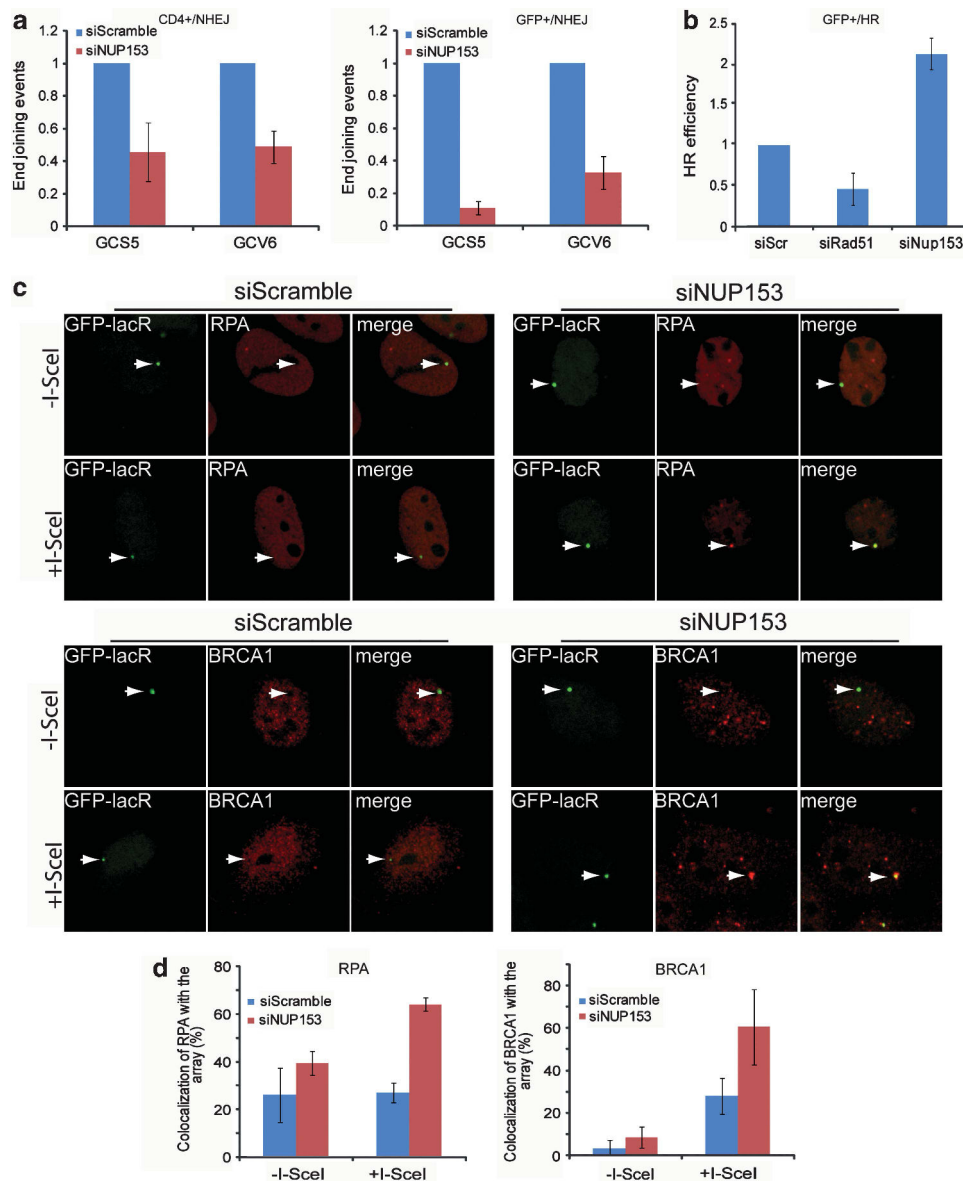 a
CD4+/NHEJ
siScramble
siNUP153
End joining events
1
0.8
0.6
0.4
0.2
0
GCS5 GCV6
GFP+/NHEJ
siScramble
siNUP153
End joining events
1
0.8
0.6
0.4
0.2
0
GCS5 GCV6
b
GFP+/HR
HR efficiency
2.5
2
1.5
1
0.5
0
siScr siRad51 siNup153
c
siScramble siNUP153
-I-SceI
GFP-lacR RPA merge GFP-lacR RPA merge
+I-SceI
GFP-lacR RPA merge GFP-lacR RPA merge
siScramble siNUP153
-I-SceI
GFP-lacR BRCA1 merge GFP-lacR BRCA1 merge
+I-SceI
GFP-lacR BRCA1 merge GFP-lacR BRCA1 merge
d
RPA
siScramble
siNUP153
Colocalization of RPA with the
array (%)
80
60
40
20
0
-I-SceI +I-SceI
BRCA1
siScramble
siNUP153
Colocalization of BRCA1 with the
array (%)
80
60
40
20
0
-I-SceI +I-SceI